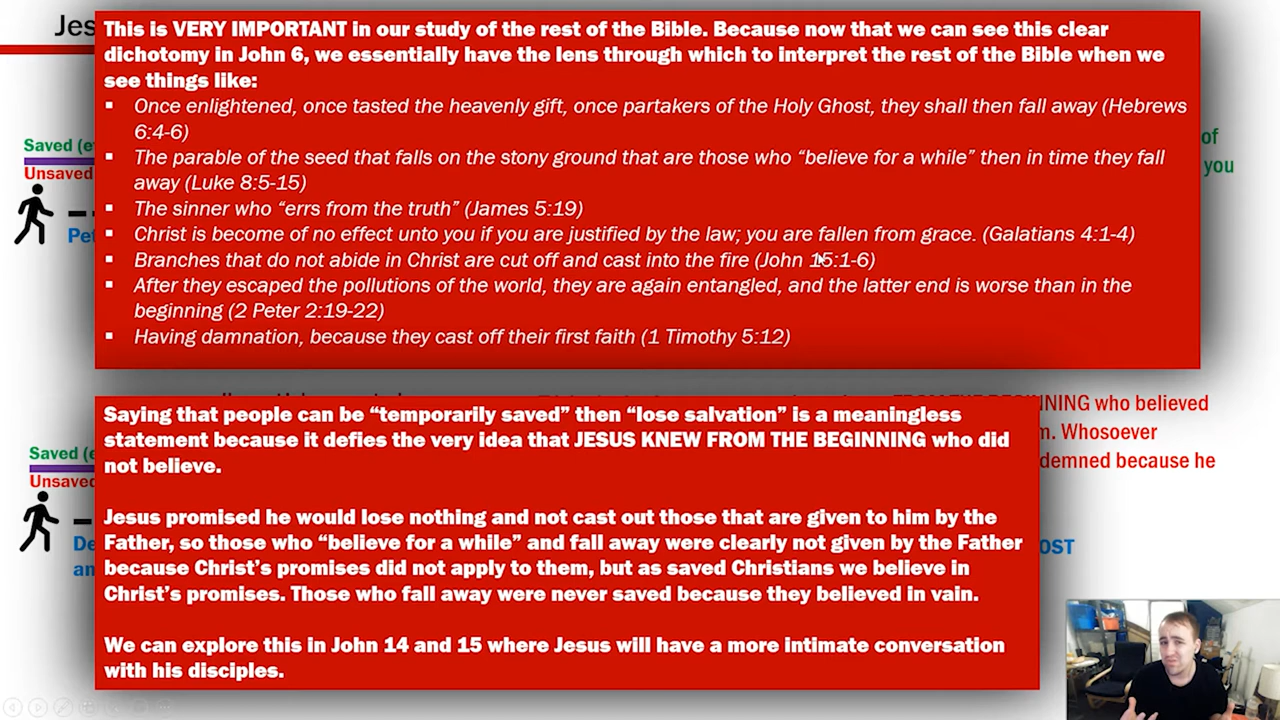 Jes
This is VERY IMPORTANT in our study of the rest of the Bible. Because now that we can see this clear
dichotomy in John 6, we essentially have the lens through which to interpret the rest of the Bible when we
see things like:
▪ Once enlightened, once tasted the heavenly gift, once partakers of the Holy Ghost, they shall then fall away (Hebrews
6:4-6)
▪ The parable of the seed that falls on the stony ground that are those who “believe for a while” then in time they fall
away (Luke 8:5-15)
▪ The sinner who “errs from the truth” (James 5:19)
▪ Christ is become of no effect unto you if you are justified by the law; you are fallen from grace. (Galatians 4:1-4)
▪ Branches that do not abide in Christ are cut off and cast into the fire (John 15:1-6)
▪ After they escaped the pollutions of the world, they are again entangled, and the latter end is worse than in the
beginning (2 Peter 2:19-22)
▪ Having damnation, because they cast off their first faith (1 Timothy 5:12)
Saved (e
Unsaved
Pet
of
you
Saying that people can be “temporarily saved” then “lose salvation” is a meaningless
statement because it defies the very idea that JESUS KNEW FROM THE BEGINNING who did
not believe.
Jesus promised he would lose nothing and not cast out those that are given to him by the
Father, so those who “believe for a while” and fall away were clearly not given by the Father
because Christ’s promises did not apply to them, but as saved Christians we believe in
Christ’s promises. Those who fall away were never saved because they believed in vain.
We can explore this in John 14 and 15 where Jesus will have a more intimate conversation
with his disciples.
Saved (e
Unsaved
De
an
NNING who believed
m. Whosoever
demned because he
OST